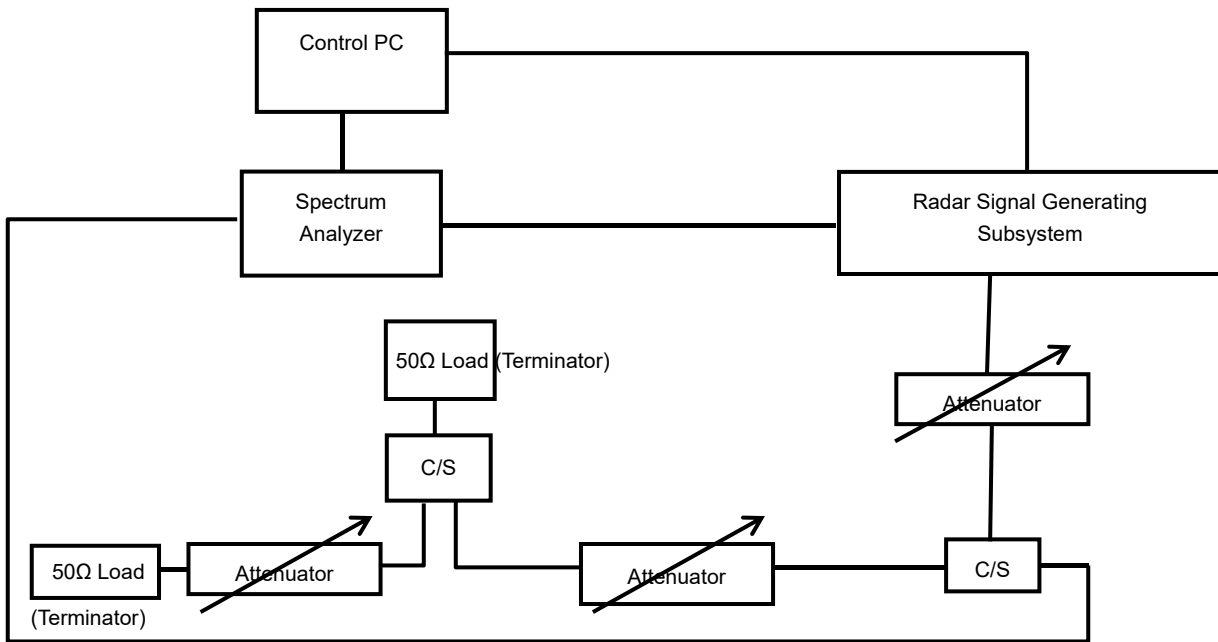 Control PC
Spectrum
Analyzer
Radar Signal Generating
Subsystem
50Ω Load (Terminator)
Attenuator
C/S
50Ω Load
(Terminator)
Attenuator
Attenuator
C/S